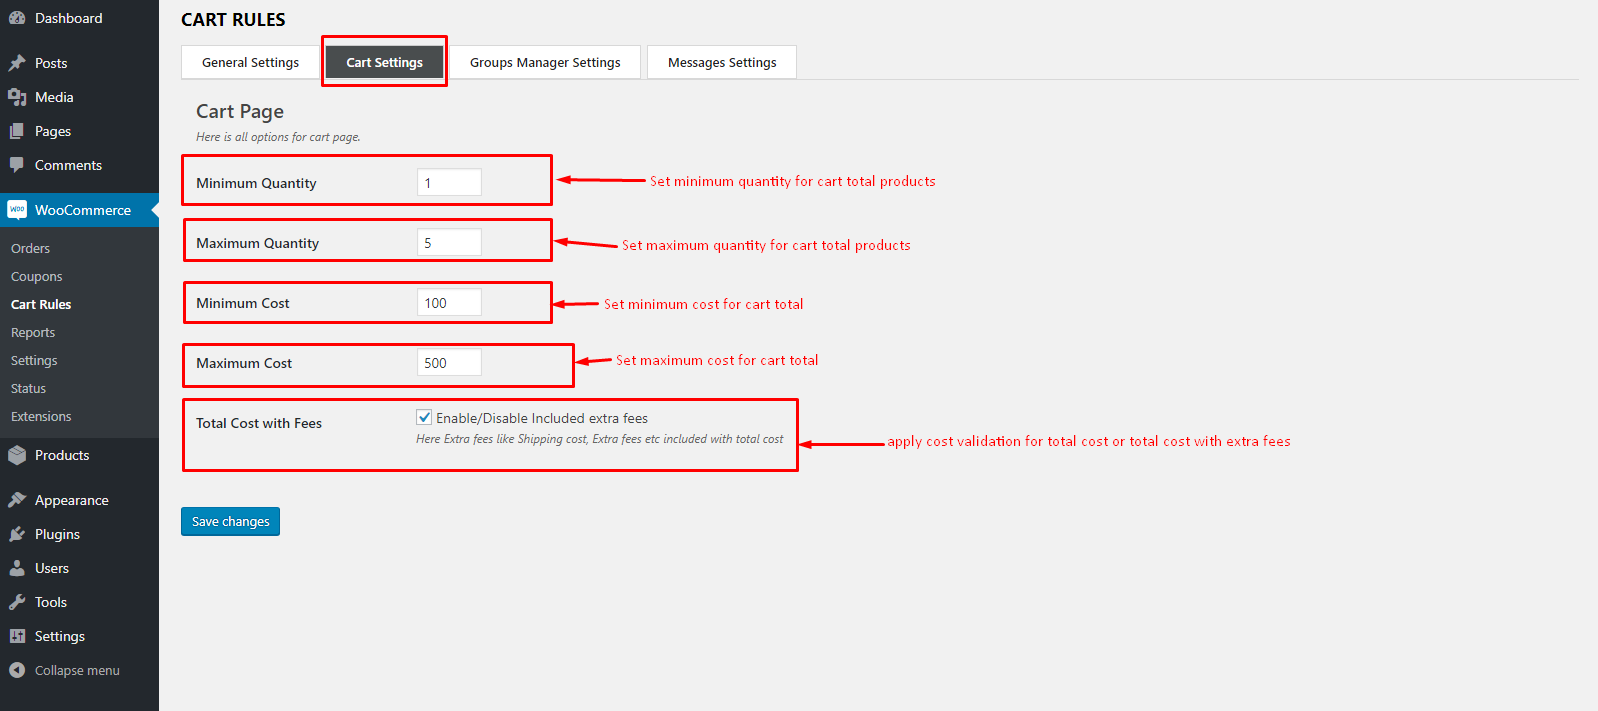 Dashboard
Posts
Media
Pages
Comments
woo WooCommerce
Orders
Coupons
Cart Rules
Reports
Settings
Status
Extensions
Products
Appearance
Plugins
Users
Tools
Settings
Collapse menu
CART RULES
General Settings Cart Settings Groups Manager Settings Messages Settings
Cart Page
Here is all options for cart page.
Minimum Quantity 1 Set minimum quantity for cart total products
Maximum Quantity 5 Set maximum quantity for cart total products
Minimum Cost 100 Set minimum cost for cart total
Maximum Cost 500 Set maximum cost for cart total
Total Cost with Fees Enable/Disable Included extra fees
Here Extra fees like Shipping cost, Extra fees etc included with total cost
apply cost validation for total cost or total cost with extra fees
Save changes